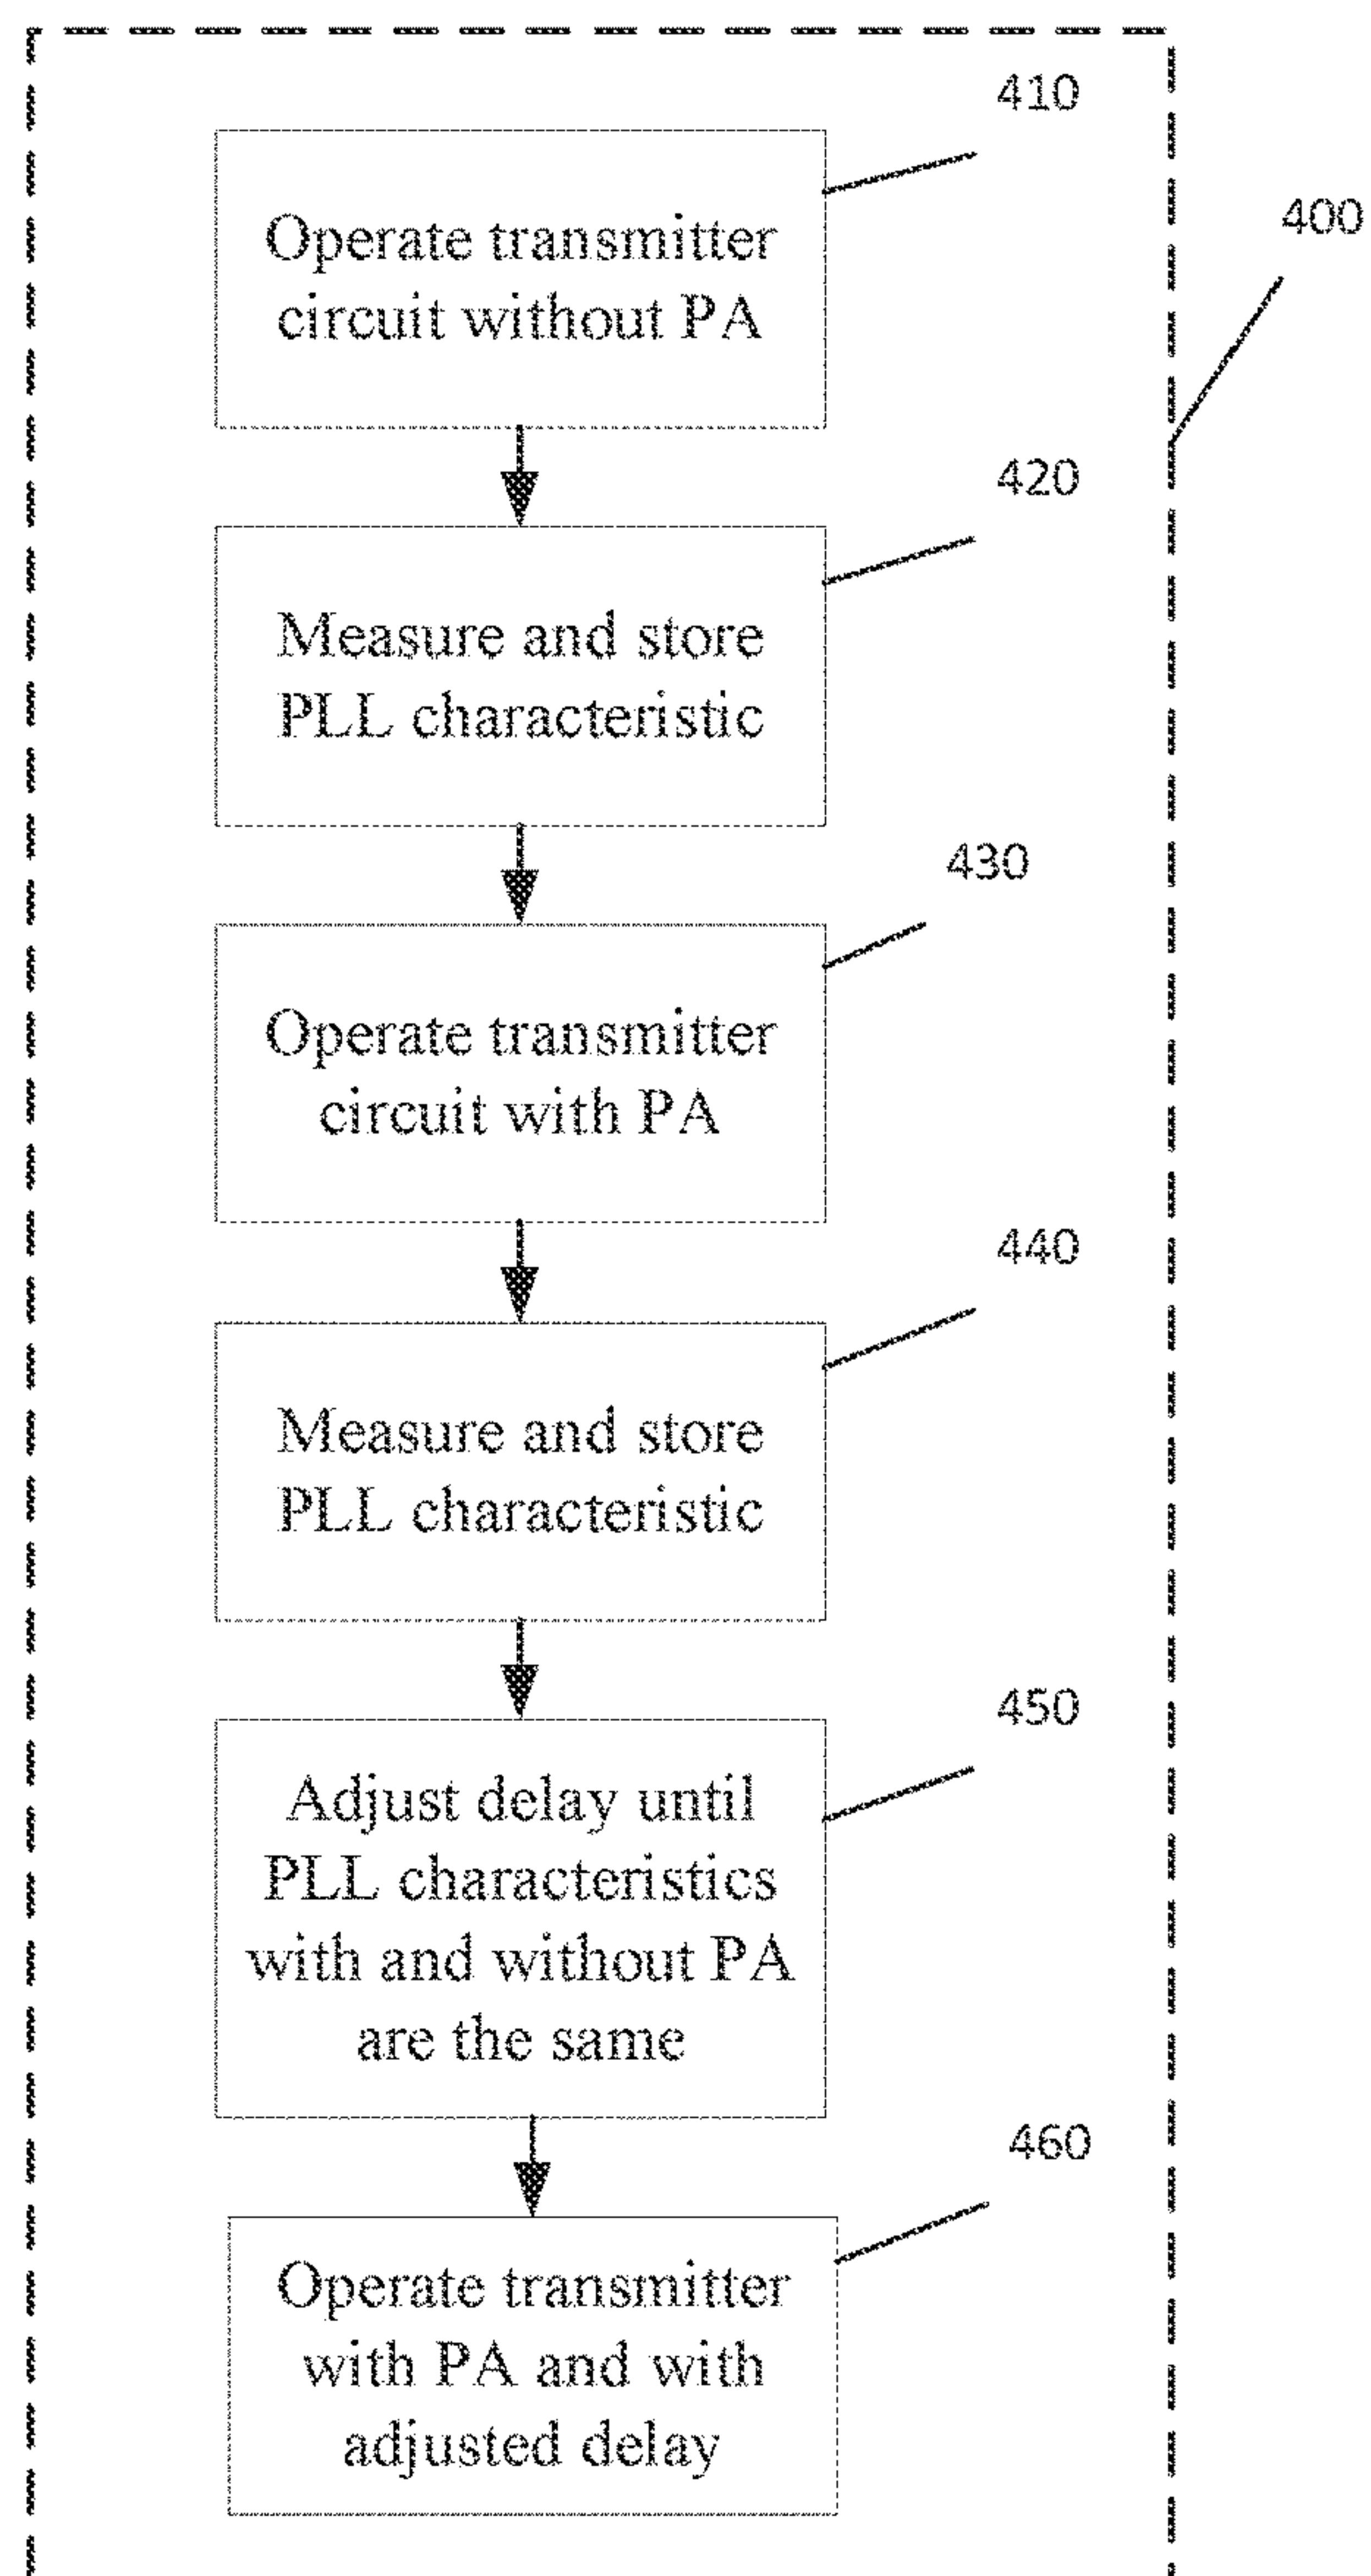 410
400
Operate transmitter
circuit without PA
420
Measure and store
PLL characteristic
430
Operate transmitter
circuit with PA
440
Measure and store
PLL characteristic
450
Adjust delay until
PLL characteristics
with and without PA
are the same
460
Operate transmitter
with PA and with
adjusted delay